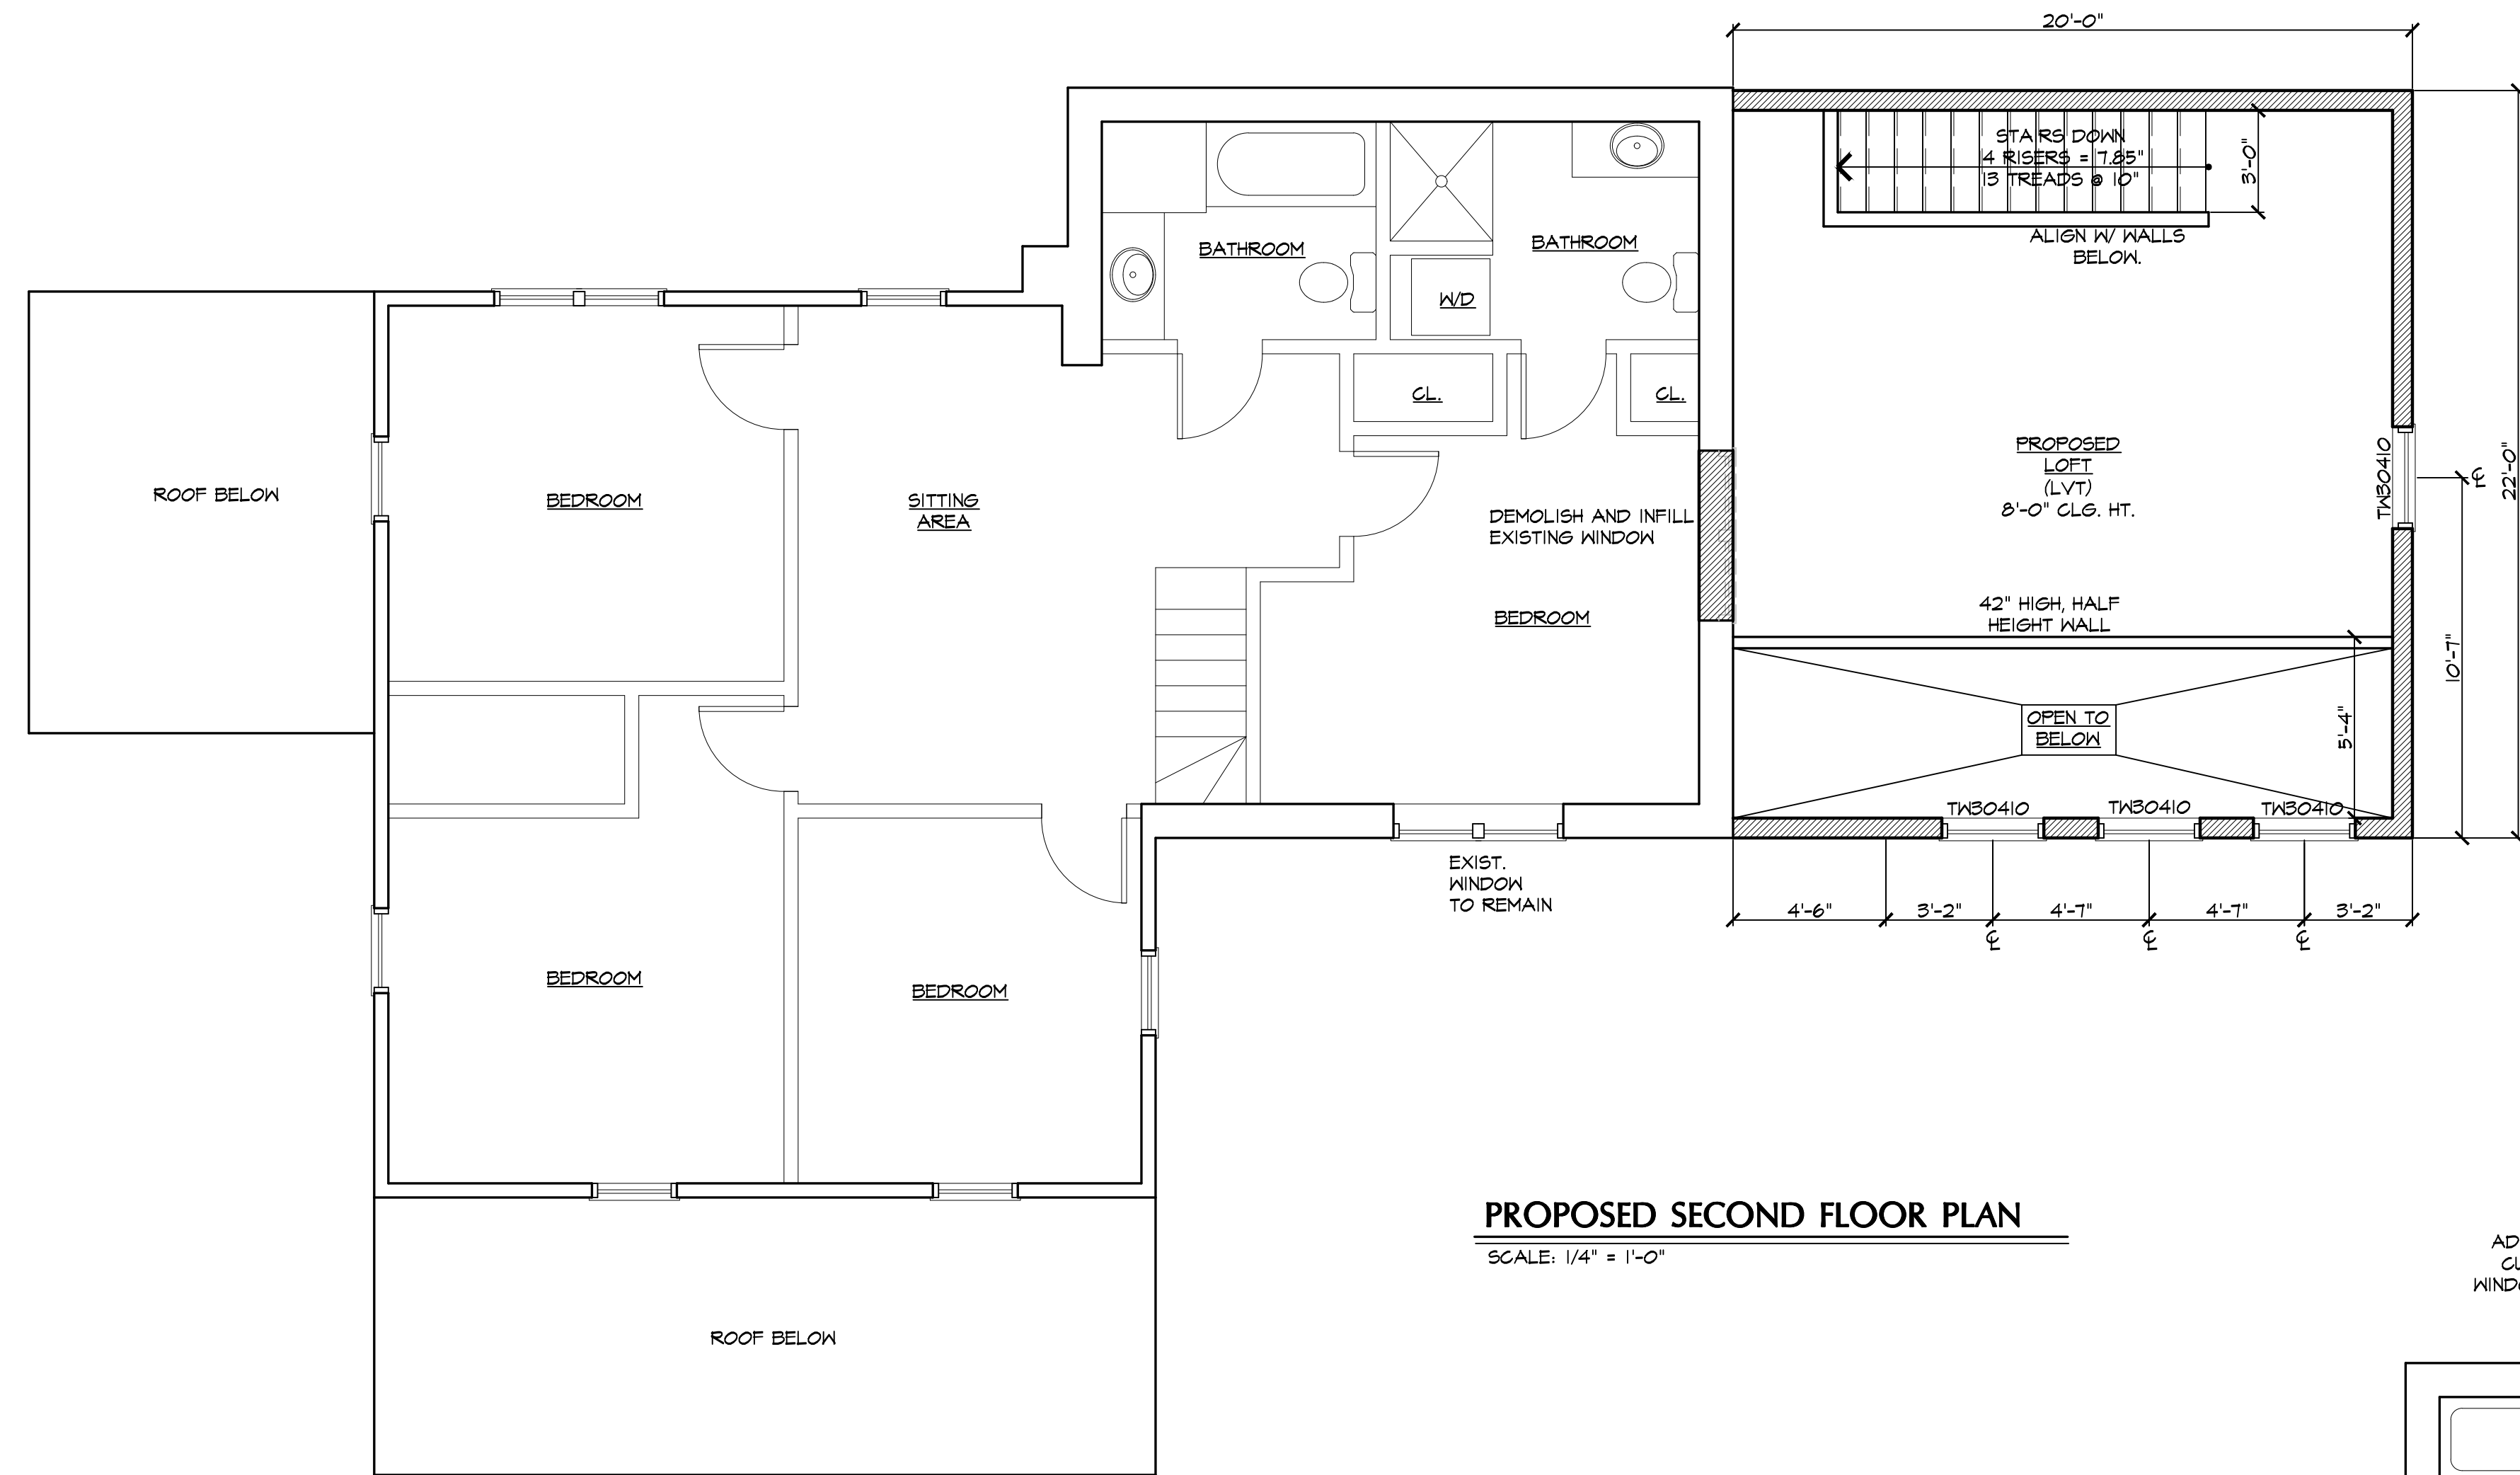 20'-0"
STAIRS DOWN
4 RISERS = 7.85"
13 TREADS @ 10"
3'-0"
ALIGN W/ WALLS
BELOW.
BATHROOM
BATHROOM
W/D
CL.
CL.
ROOF BELOW
BEDROOM
SITTING
AREA
DEMOLISH AND INFILL
EXISTING WINDOW
BEDROOM
PROPOSED
LOFT
(LVT)
8'-0" CLG. HT.
TW30410
22'-0"
42" HIGH, HALF
HEIGHT WALL
10'-7"
OPEN TO
BELOW
5'-4"
TW30410
TW30410
TW30410
EXIST.
WINDOW
TO REMAIN
4'-6"
3'-2"
4'-7"
4'-7"
3'-2"
BEDROOM
BEDROOM
PROPOSED SECOND FLOOR PLAN
SCALE: 1/4" = 1'-0"
ROOF BELOW